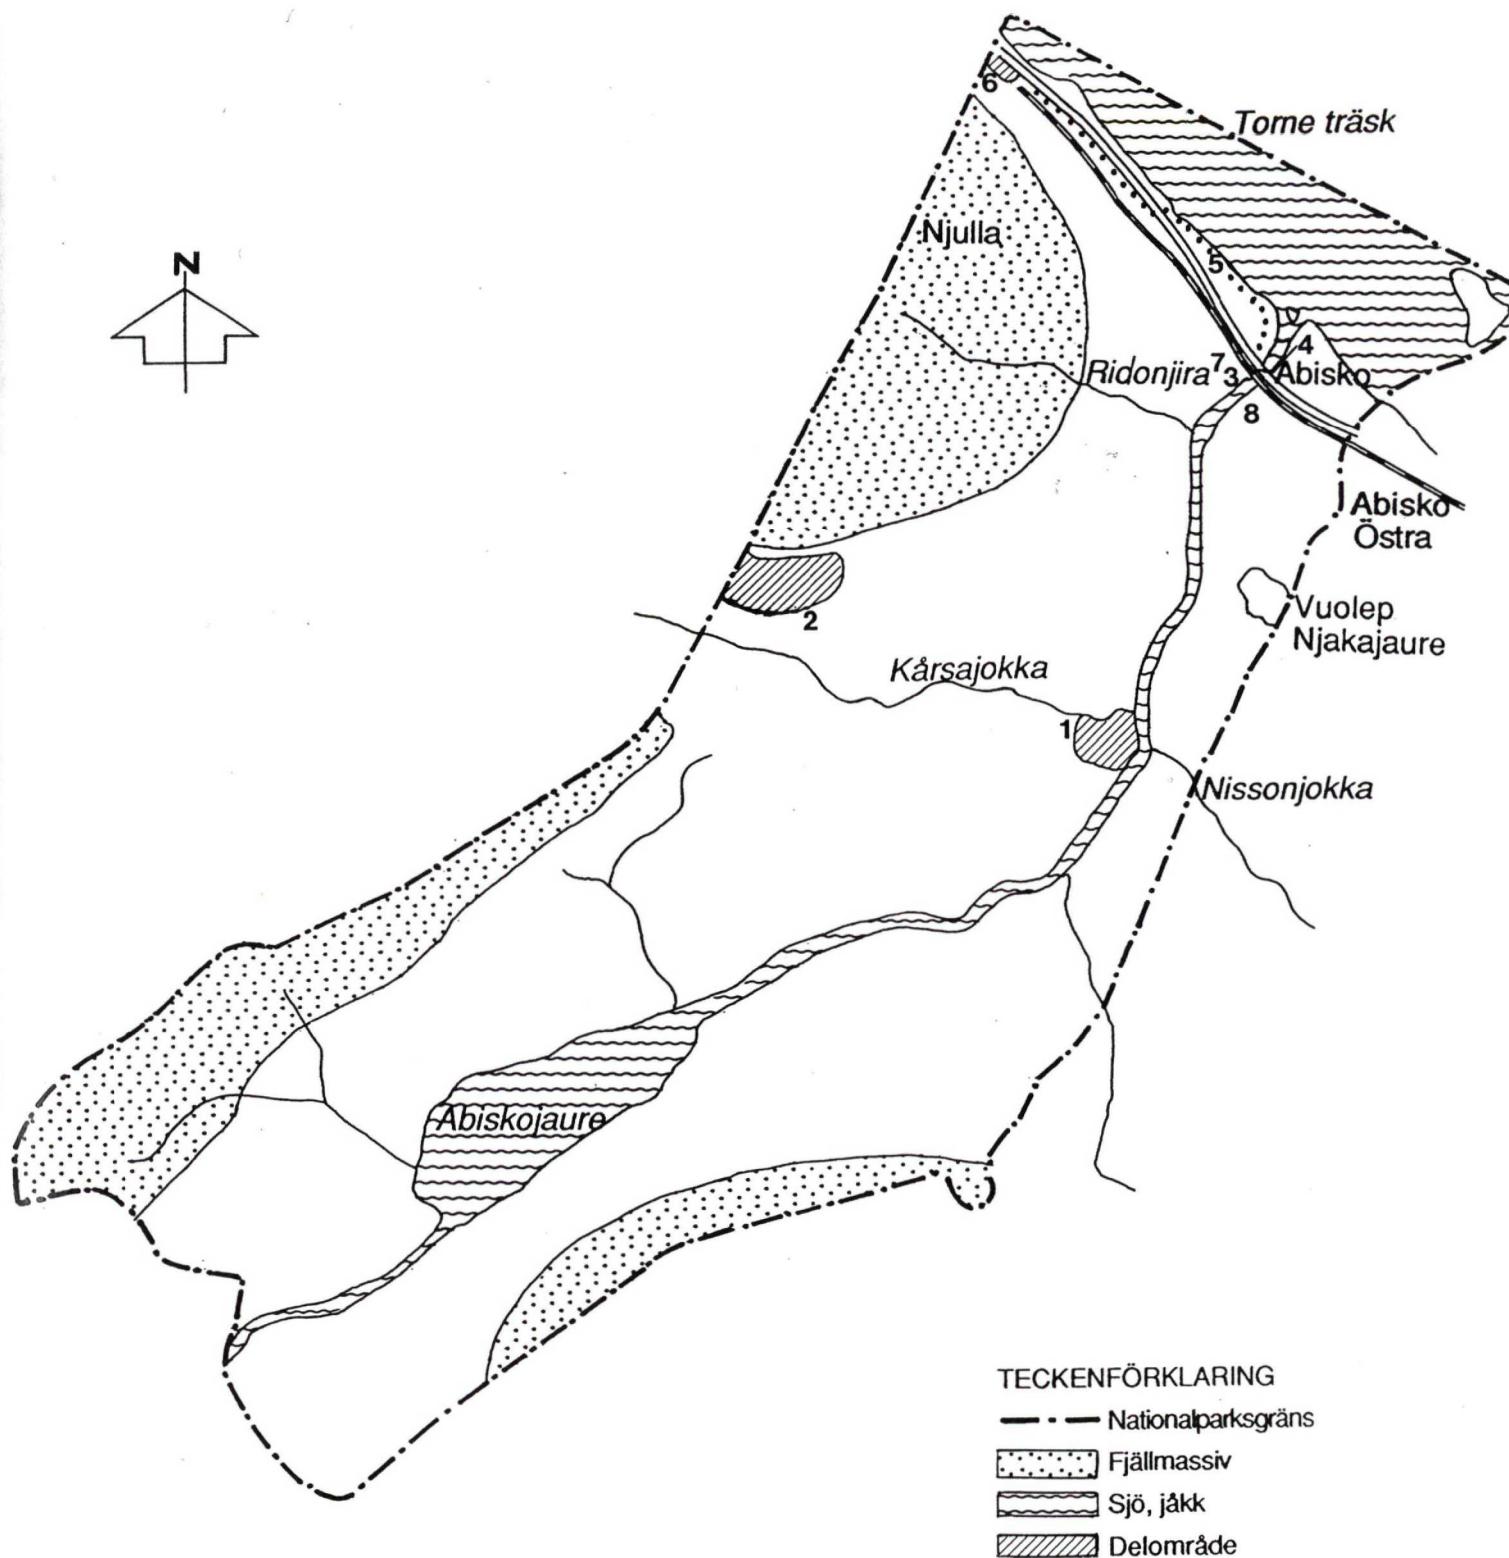 6
Torne träsk
Njulla
N
5
4
7
Ridonjira
3
Abisko
8
Abisko
Östra
Vuolep
Njakajaure
2
Kårsajokka
1
Nissonjokka
Abiskojaure
TECKENFÖRKLARING
Nationalparksgräns
Fjällmassiv
Sjö, jåkk
Delområde